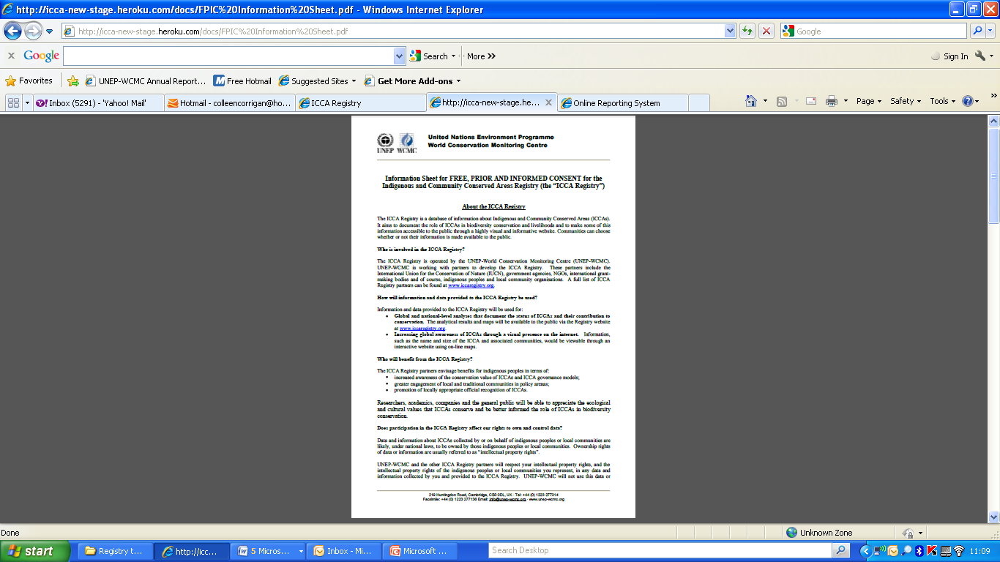 http://icca-new-stage.heroku.com/docs/FPIC%20Information%20Sheet.pdf - Windows Internet Explorer
http://icca-new-stage.heroku.com/docs/FPIC%20Information%20Sheet.pdf
Google
x Google Search More >> Sign In
Favorites UNEP-WCMC Annual Report... Free Hotmail Suggested Sites Get More Add-ons
Inbox (5291) - 'Yahoo! Mail' Hotmail - colleencorrigan@ho... ICCA Registry http://icca-new-stage.he... Online Reporting System Page Safety Tools
UNEP WCMC
United Nations Environment Programme
World Conservation Monitoring Centre
Information Sheet for FREE, PRIOR AND INFORMED CONSENT for the
Indigenous and Community Conserved Areas Registry (the “ICCA Registry”)
About the ICCA Registry
The ICCA Registry is a database of information about Indigenous and Community Conserved Areas (ICCAs).
It aims to document the role of ICCAs in biodiversity conservation and livelihoods and to make some of this
information accessible to the public through a highly visual and informative website. Communities can choose
whether or not their information is made available to the public.
Who is involved in the ICCA Registry?
The ICCA Registry is operated by the UNEP-World Conservation Monitoring Centre (UNEP-WCMC).
UNEP-WCMC is working with partners to develop the ICCA Registry. These partners include the
International Union for the Conservation of Nature (IUCN), government agencies, NGOs, international grant-
making bodies and of course, indigenous peoples and local community organisations. A full list of ICCA
Registry partners can be found at www.iccaregistry.org.
How will information and data provided to the ICCA Registry be used?
Information and data provided to the ICCA Registry will be used for:
• Global and national-level analyses that document the status of ICCAs and their contribution to
conservation. The analytical results and maps will be available to the public via the Registry website
at www.iccaregistry.org.
• Increasing global awareness of ICCAs through a visual presence on the internet. Information,
such as the name and size of the ICCA and associated communities, would be viewable through an
interactive website using on-line maps.
Who will benefit from the ICCA Registry?
The ICCA Registry partners envisage benefits for indigenous peoples in terms of:
• increased awareness of the conservation value of ICCAs and ICCA governance models;
• greater engagement of local and traditional communities in policy arenas;
• promotion of locally appropriate official recognition of ICCAs.
Researchers, academics, companies and the general public will be able to appreciate the ecological
and cultural values that ICCAs conserve and be better informed the role of ICCAs in biodiversity
conservation.
Does participation in the ICCA Registry affect our rights to own and control data?
Data and information about ICCAs collected by or on behalf of indigenous peoples or local communities are
likely, under national laws, to be owned by those indigenous peoples or local communities. Ownership rights
of data or information are usually referred to as “intellectual property rights”.
UNEP-WCMC and the other ICCA Registry partners will respect your intellectual property rights, and the
intellectual property rights of the indigenous peoples or local communities you represent, in any data and
information collected by you and provided to the ICCA Registry. UNEP-WCMC will not use this data or
219 Huntingdon Road, Cambridge, CB3 0DL, UK · Tel: +44 (0) 1223 277314
Facsimile: +44 (0) 1223 277136 Email: info@unep-wcmc.org · www.unep-wcmc.org
Done Unknown Zone
start Registry t... http://icc... 5 Micros... Inbox - Mi... Microsoft ... Search Desktop 11:09